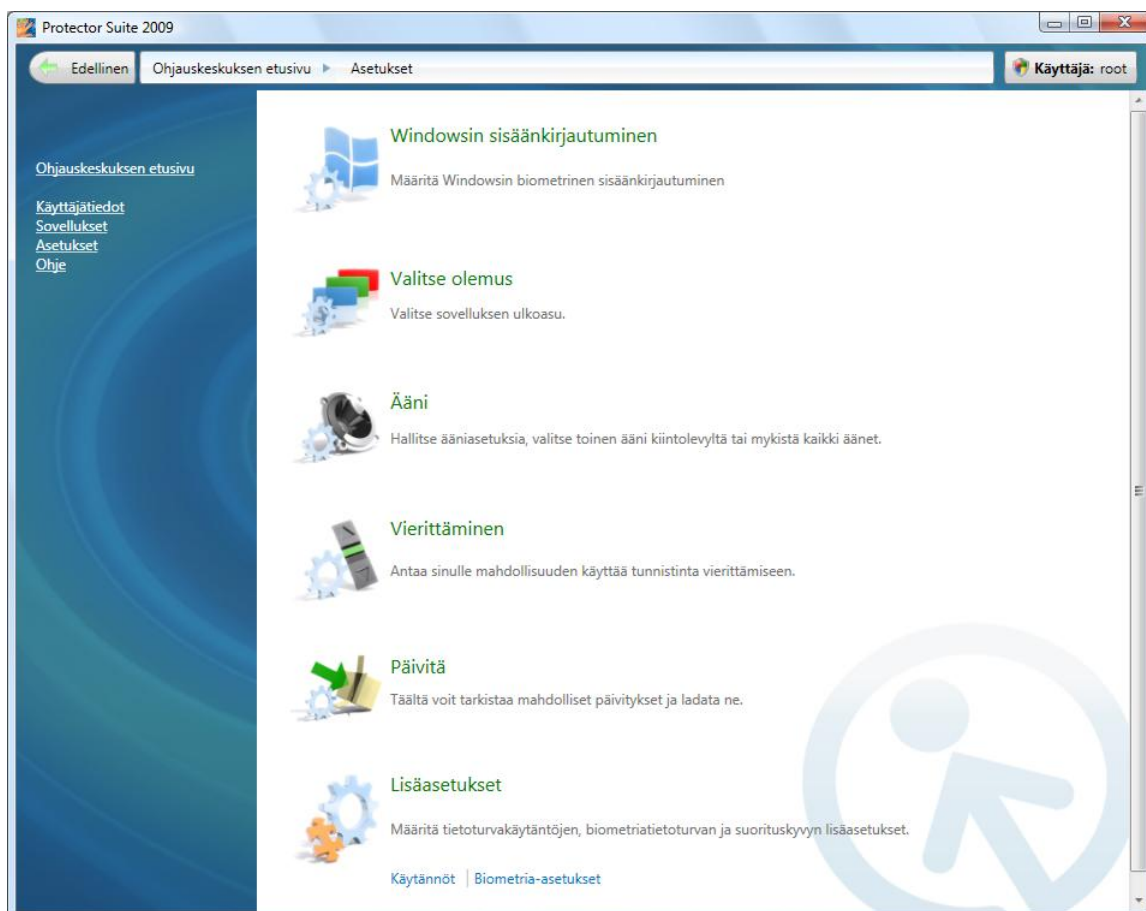 Protector Suite 2009
Edellinen
Ohjauskeskuksen etusivu
Asetukset
Käyttäjä: root
Ohjauskeskuksen etusivu
Käyttäjätiedot
Sovellukset
Asetukset
Ohje
Windowsin sisäänkirjautuminen
Määritä Windowsin biometrinen sisäänkirjautuminen
Valitse olemus
Valitse sovelluksen ulkoasu.
Ääni
Hallitse ääniasetuksia, valitse toinen ääni kiintolevyltä tai mykistä kaikki äänet.
Vierittäminen
Antaa sinulle mahdollisuuden käyttää tunnistinta vierittämiseen.
Päivitä
Täältä voit tarkistaa mahdolliset päivitykset ja ladata ne.
Lisäasetukset
Määritä tietoturvakäytäntöjen, biometriatietoturvan ja suorituskyvyn lisäasetukset.
Käytännöt | Biometria-asetukset